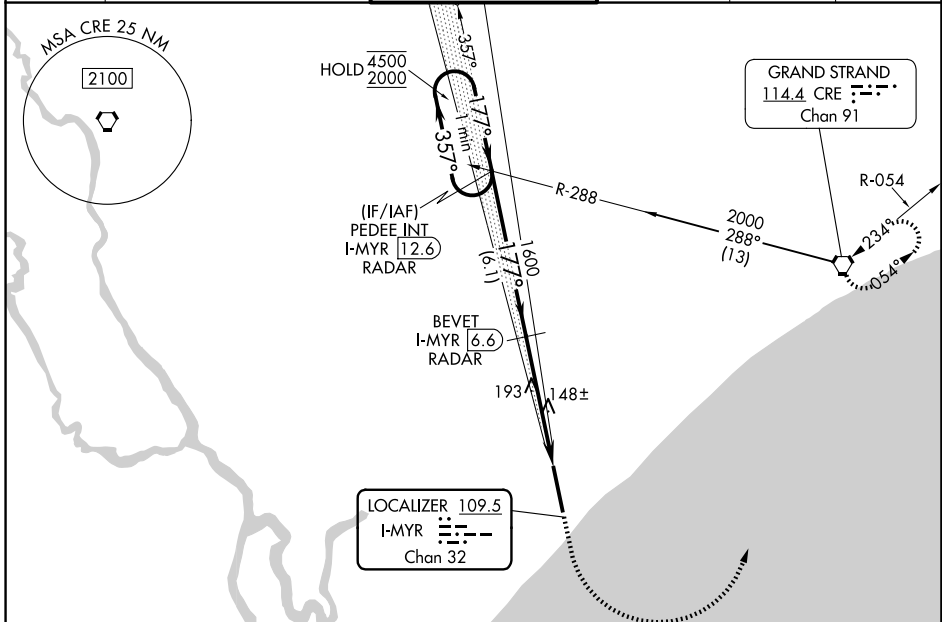 MSA CRE 25 NM
2100
HOLD 4500
2000
357°
177°
1 min
357°
(IF/IAF)
PEDEE INT
I-MYR 12.6
RADAR
R-288
2000
288°
(13)
GRAND STRAND
114.4 CRE
Chan 91
R-054
234°
054°
1600
177°
(6.1)
BEVET
I-MYR 6.6
RADAR
193
148±
LOCALIZER 109.5
I-MYR
Chan 32